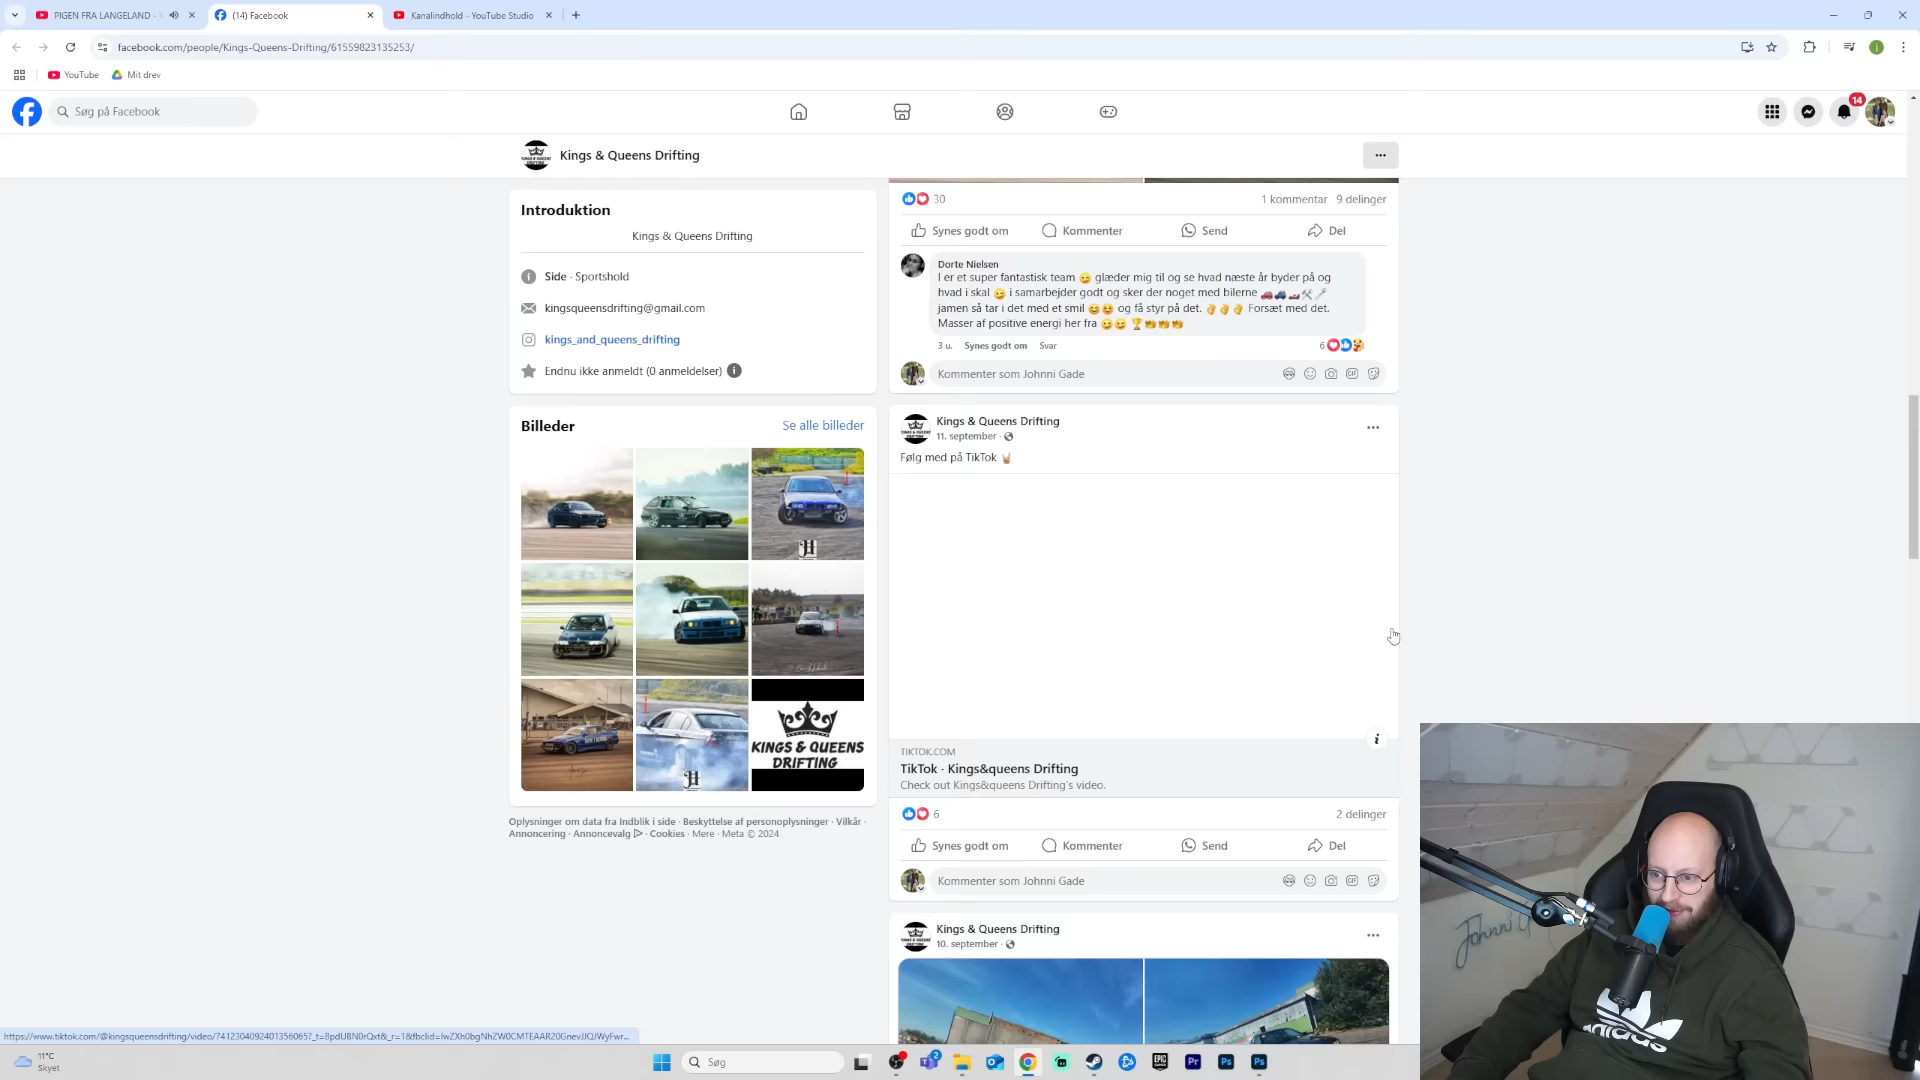 PIGEN FRA LANGELAND -
(14) Facebook
Kanalindhold - YouTube Studio
facebook.com/people/Kings-Queens-Drifting/61559823135253/
YouTube
Mit drev
Søg på Facebook
14
Kings & Queens Drifting
Introduktion
Kings & Queens Drifting
Side · Sportshold
kingsqueensdrifting@gmail.com
kings_and_queens_drifting
Endnu ikke anmeldt (0 anmeldelser)
Billeder
Se alle billeder
KINGS & QUEENS
DRIFTING
Oplysninger om data fra Indblik i side · Beskyttelse af personoplysninger · Vilkår ·
Annoncering · Annoncevalg · Cookies · Mere · Meta © 2024
30
1 kommentar 9 delinger
Synes godt om
Kommenter
Send
Del
Dorte Nielsen
I er et super fantastisk team 😄 glæder mig til og se hvad næste år byder på og
hvad i skal 😄 i samarbejder godt og sker der noget med bilerne 🚗🚙🏎️🛠️🔧
jamen så tar i det med et smil 😊😊 og få styr på det. 👌👌👌 Forsæt med det.
Masser af positive energi her fra 😄😄 🏆👏👏👏
3 u. Synes godt om Svar
6
Kommenter som Johnni Gade
Kings & Queens Drifting
11. september ·
Følg med på TikTok 🤘
TIKTOK.COM
TikTok · Kings&queens Drifting
Check out Kings&queens Drifting's video.
6
2 delinger
Synes godt om
Kommenter
Send
Del
Kommenter som Johnni Gade
Kings & Queens Drifting
10. september ·
adidas
11°C
Skyet
Søg
2
EPIC
Pr
Ps
Ps